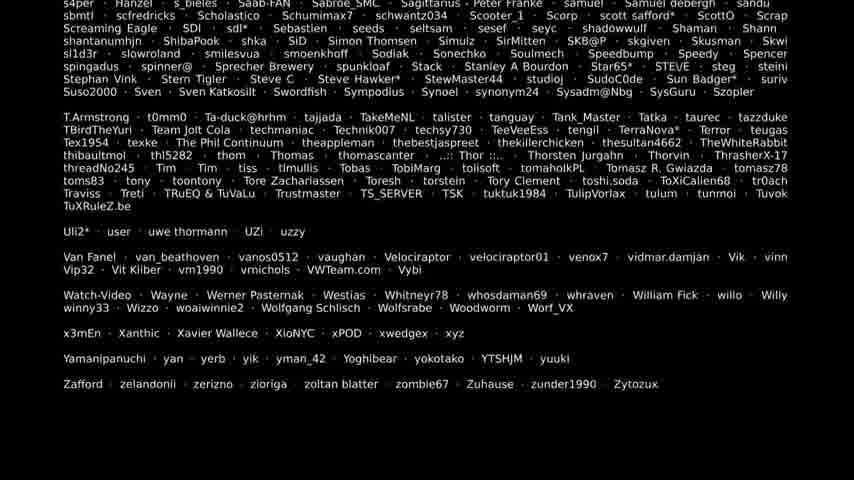 s4per · Hanzel · s_bieles · Saab-FAN · Sabroe_SMC · Sagittarius · Peter Franke · samuel · Samuel debergh · sandu
sbmtl · scfredricks · Scholastico · Schumimax7 · schwantz034 · Scooter_1 · Scorp · scott safford* · ScottO · Scrap
Screaming Eagle · SDI · sdl* · Sebastien · seeds · seltsam · sesef · seyc · shadowwulf · Shaman · Shann
shantanumhjn · ShibaPook · shka · SiD · Simon Thomsen · Simulz · SirMitten · SK8@P · skgiven · Skusman · Skwi
sl1d3r · slowroland · smilesvua · smoenkhoff · Sodiak · Sonechko · Soulmech · Speedbump · Speedy · Spencer
spingadus · spinner@ · Sprecher Brewery · spunkloaf · Stack · Stanley A Bourdon · Star65* · STE\/E · steg · steini
Stephan Vink · Stern Tigler · Steve C · Steve Hawker* · StewMaster44 · studioj · SudoC0de · Sun Badger* · suriv
Suso2000 · Sven · Sven Katkosilt · Swordfish · Sympodius · Synoel · synonym24 · Sysadm@Nbg · SysGuru · Szopler
T.Armstrong · t0mm0 · Ta-duck@hrhm · tajjada · TakeMeNL · talister · tanguay · Tank_Master · Tatka · taurec · tazzduke
TBirdTheYuri · Team Jolt Cola · techmaniac · Technik007 · techsy730 · TeeVeeEss · tengil · TerraNova* · Terror · teugas
Tex1954 · texke · The Phil Continuum · theappleman · thebestjaspreet · thekillerchicken · thesultan4662 · TheWhiteRabbit
thibaultmol · thl5282 · thom · Thomas · thomascanter · ..:: Thor ::.. · Thorsten Jurgahn · Thorvin · ThrasherX-17
threadNo245 · Tim · Tim · tiss · tlmullis · Tobas · TobiMarg · tolisoft · tomaholkPL · Tomasz R. Gwiazda · tomasz78
toms83 · tony · toontony · Tore Zachariassen · Toresh · torstein · Tory Clement · toshi.soda · ToXiCalien68 · tr0ach
Traviss · Treti · TRuEQ & TuVaLu · Trustmaster · TS_SERVER · TSK · tuktuk1984 · TulipVorlax · tulum · tunmoi · Tuvok
TuXRuleZ.be
Uli2* · user · uwe thormann · UZi · uzzy
Van Fanel · van_beathoven · vanos0512 · vaughan · Velociraptor · velociraptor01 · venox7 · vidmar.damjan · Vik · vinn
Vip32 · Vit Kliber · vm1990 · vmichols · VWTeam.com · Vybi
Watch-Video · Wayne · Werner Pasternak · Westias · Whitneyr78 · whosdaman69 · whraven · William Fick · willo · Willy
winny33 · Wizzo · woaiwinnie2 · Wolfgang Schlisch · Wolfsrabe · Woodworm · Worf_VX
x3mEn · Xanthic · Xavier Wallece · XioNYC · xPOD · xwedgex · xyz
Yamanipanuchi · yan · yerb · yik · yman_42 · Yoghibear · yokotako · YTSHJM · yuuki
Zafford · zelandonii · zerizno · zioriga · zoltan blatter · zombie67 · Zuhause · zunder1990 · Zytozux